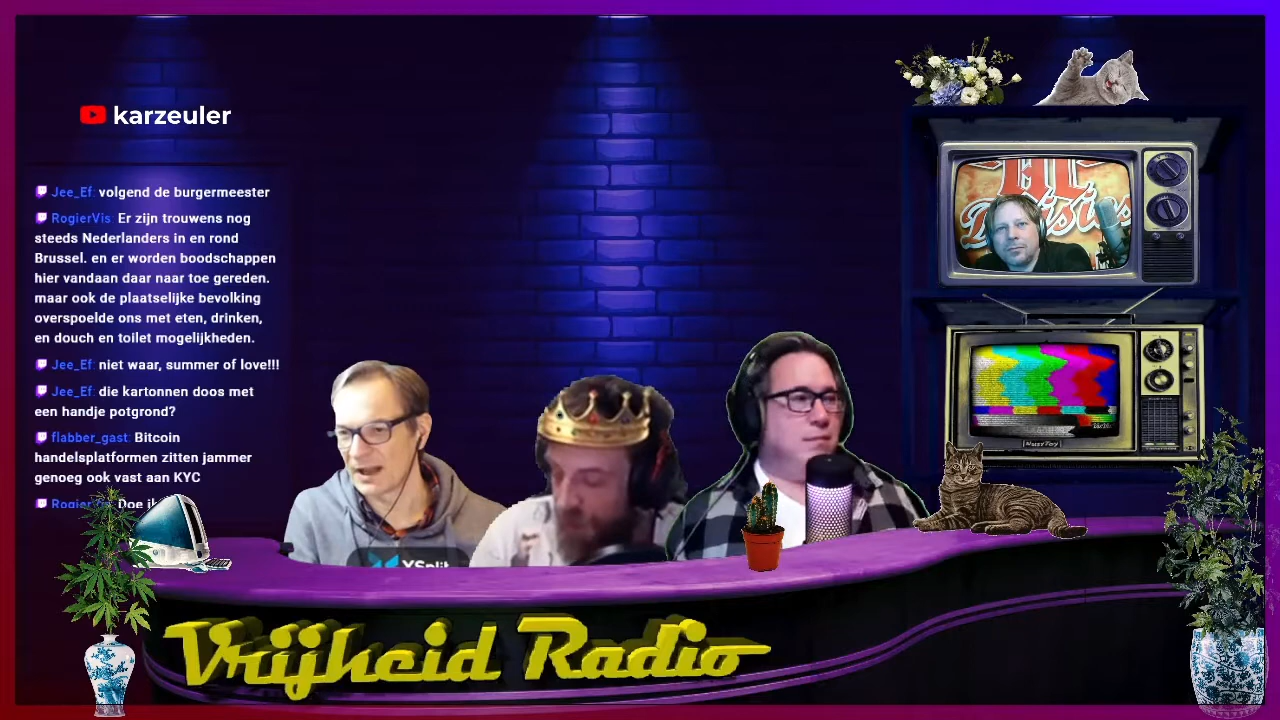 karzeuler
Jee_Ef: volgend de burgermeester
RogierVis: Er zijn trouwens nog
steeds Nederlanders in en rond
Brussel. en er worden boodschappen
hier vandaan daar naar toe gereden.
maar ook de plaatselijke bevolking
overspoelde ons met eten, drinken,
en douch en toilet mogelijkheden.
Jee_Ef: niet waar, summer of love!!!
Jee_Ef: die kartonnen doos met
een handje potgrond?
flabber_gast: Bitcoin
handelsplatformen zitten jammer
genoeg ook vast aan KYC
Doe
XSplit
Vrijheid Radio